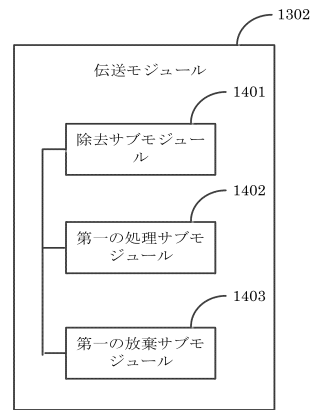 1302
伝送モジュール
1401
除去サブモジュー
ル
1402
第一の処理サブモ
ジュール
1403
第一の放棄サブモ
ジュール